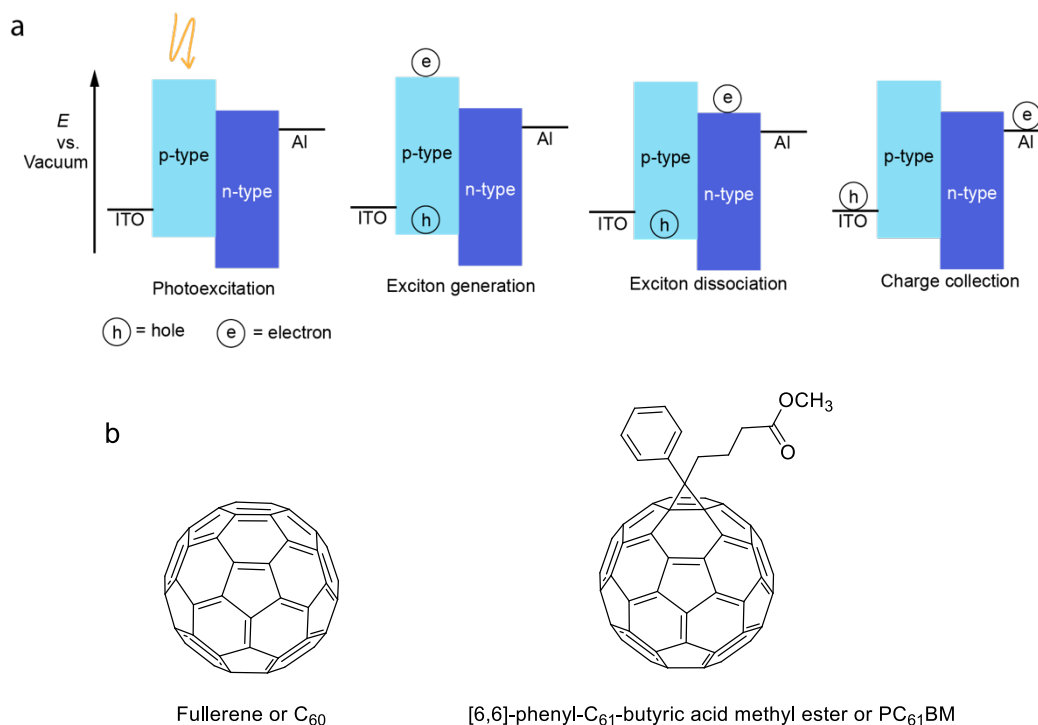 a
E
vs.
Vacuum
p-type
n-type
Al
ITO
Photoexcitation
e
p-type
h
n-type
Al
ITO
Exciton generation
e
p-type
h
n-type
Al
ITO
Exciton dissociation
p-type
n-type
e
Al
h
ITO
Charge collection
h = hole
e = electron
b
OCH₃
O
Fullerene or C₆₀
[6,6]-phenyl-C₆₁-butyric acid methyl ester or PC₆₁BM